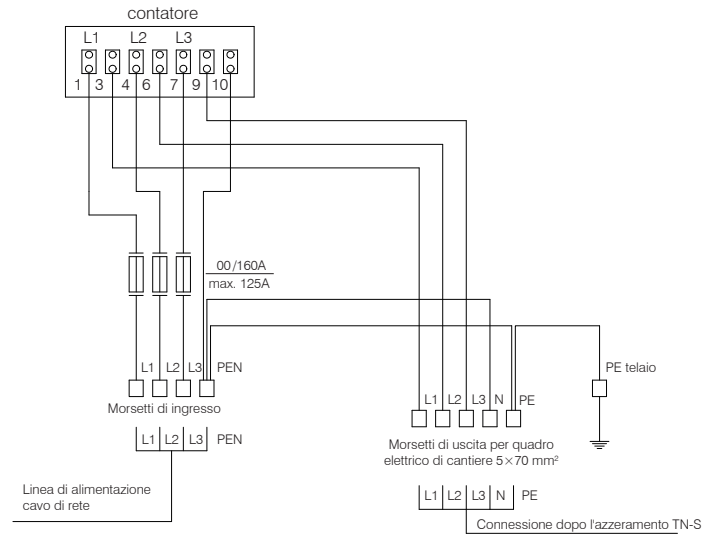 contatore
L1 L2 L3
1 3 4 6 7 9 10
00/160A
max. 125A
L1 L2 L3 PEN
Morsetti di ingresso
PE telaio
L1 L2 L3 N PE
L1 L2 L3 PEN
Morsetti di uscita per quadro
elettrico di cantiere 5×70 mm²
Linea di alimentazione
cavo di rete
L1 L2 L3 N PE
Connessione dopo l'azzeramento TN-S